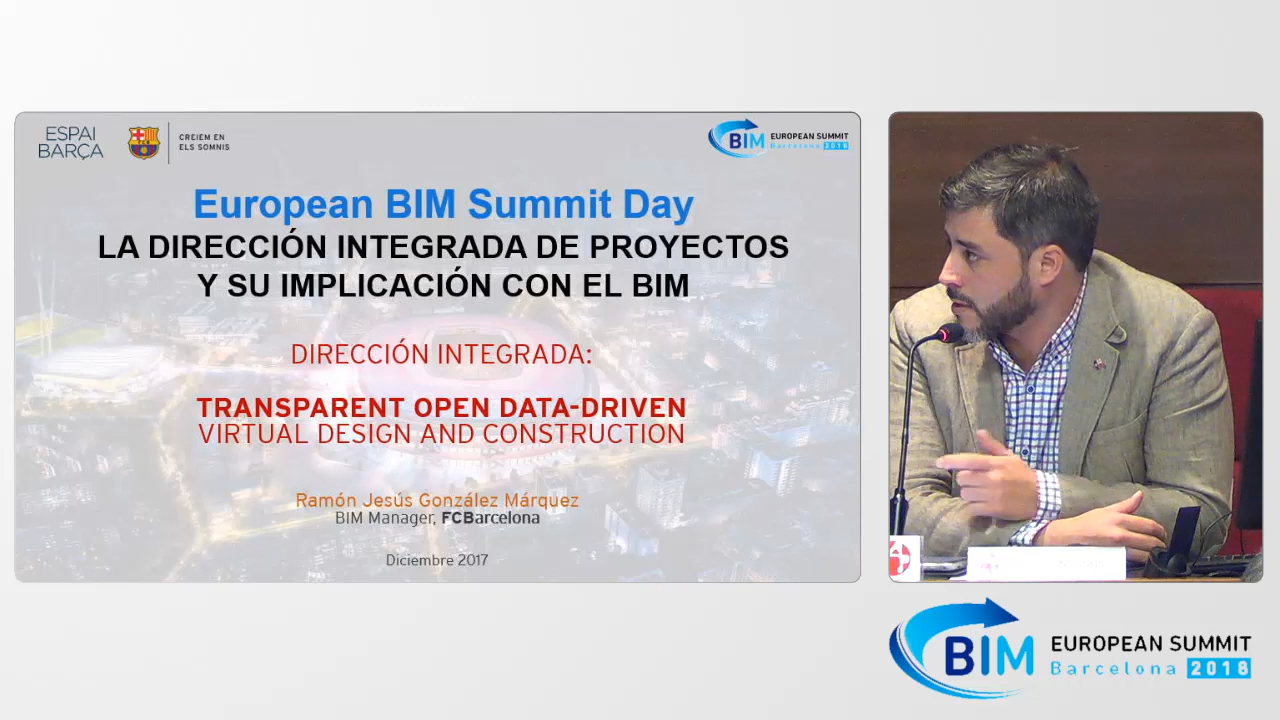 ESPAI
BARÇA
CREIEM EN
ELS SOMNIS
BIM EUROPEAN SUMMIT
Barcelona 2018
European BIM Summit Day
LA DIRECCIÓN INTEGRADA DE PROYECTOS
Y SU IMPLICACIÓN CON EL BIM
DIRECCIÓN INTEGRADA:
TRANSPARENT OPEN DATA-DRIVEN
VIRTUAL DESIGN AND CONSTRUCTION
Ramón Jesús González Márquez
BIM Manager, FCBarcelona
Diciembre 2017
BIM EUROPEAN SUMMIT
Barcelona 2018